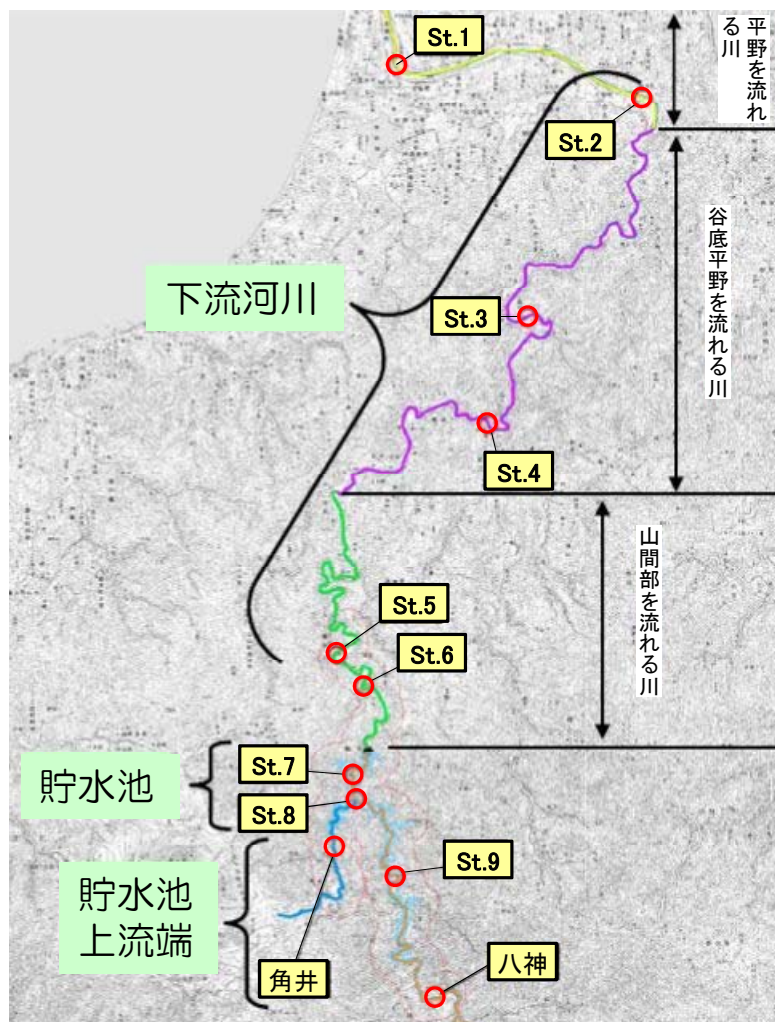 St.1
平野を流れ
る川
St.2
谷底平野を流れる川
下流河川
St.3
St.4
山間部を流れる川
St.5
St.6
貯水池
St.7
St.8
貯水池
上流端
St.9
角井
八神